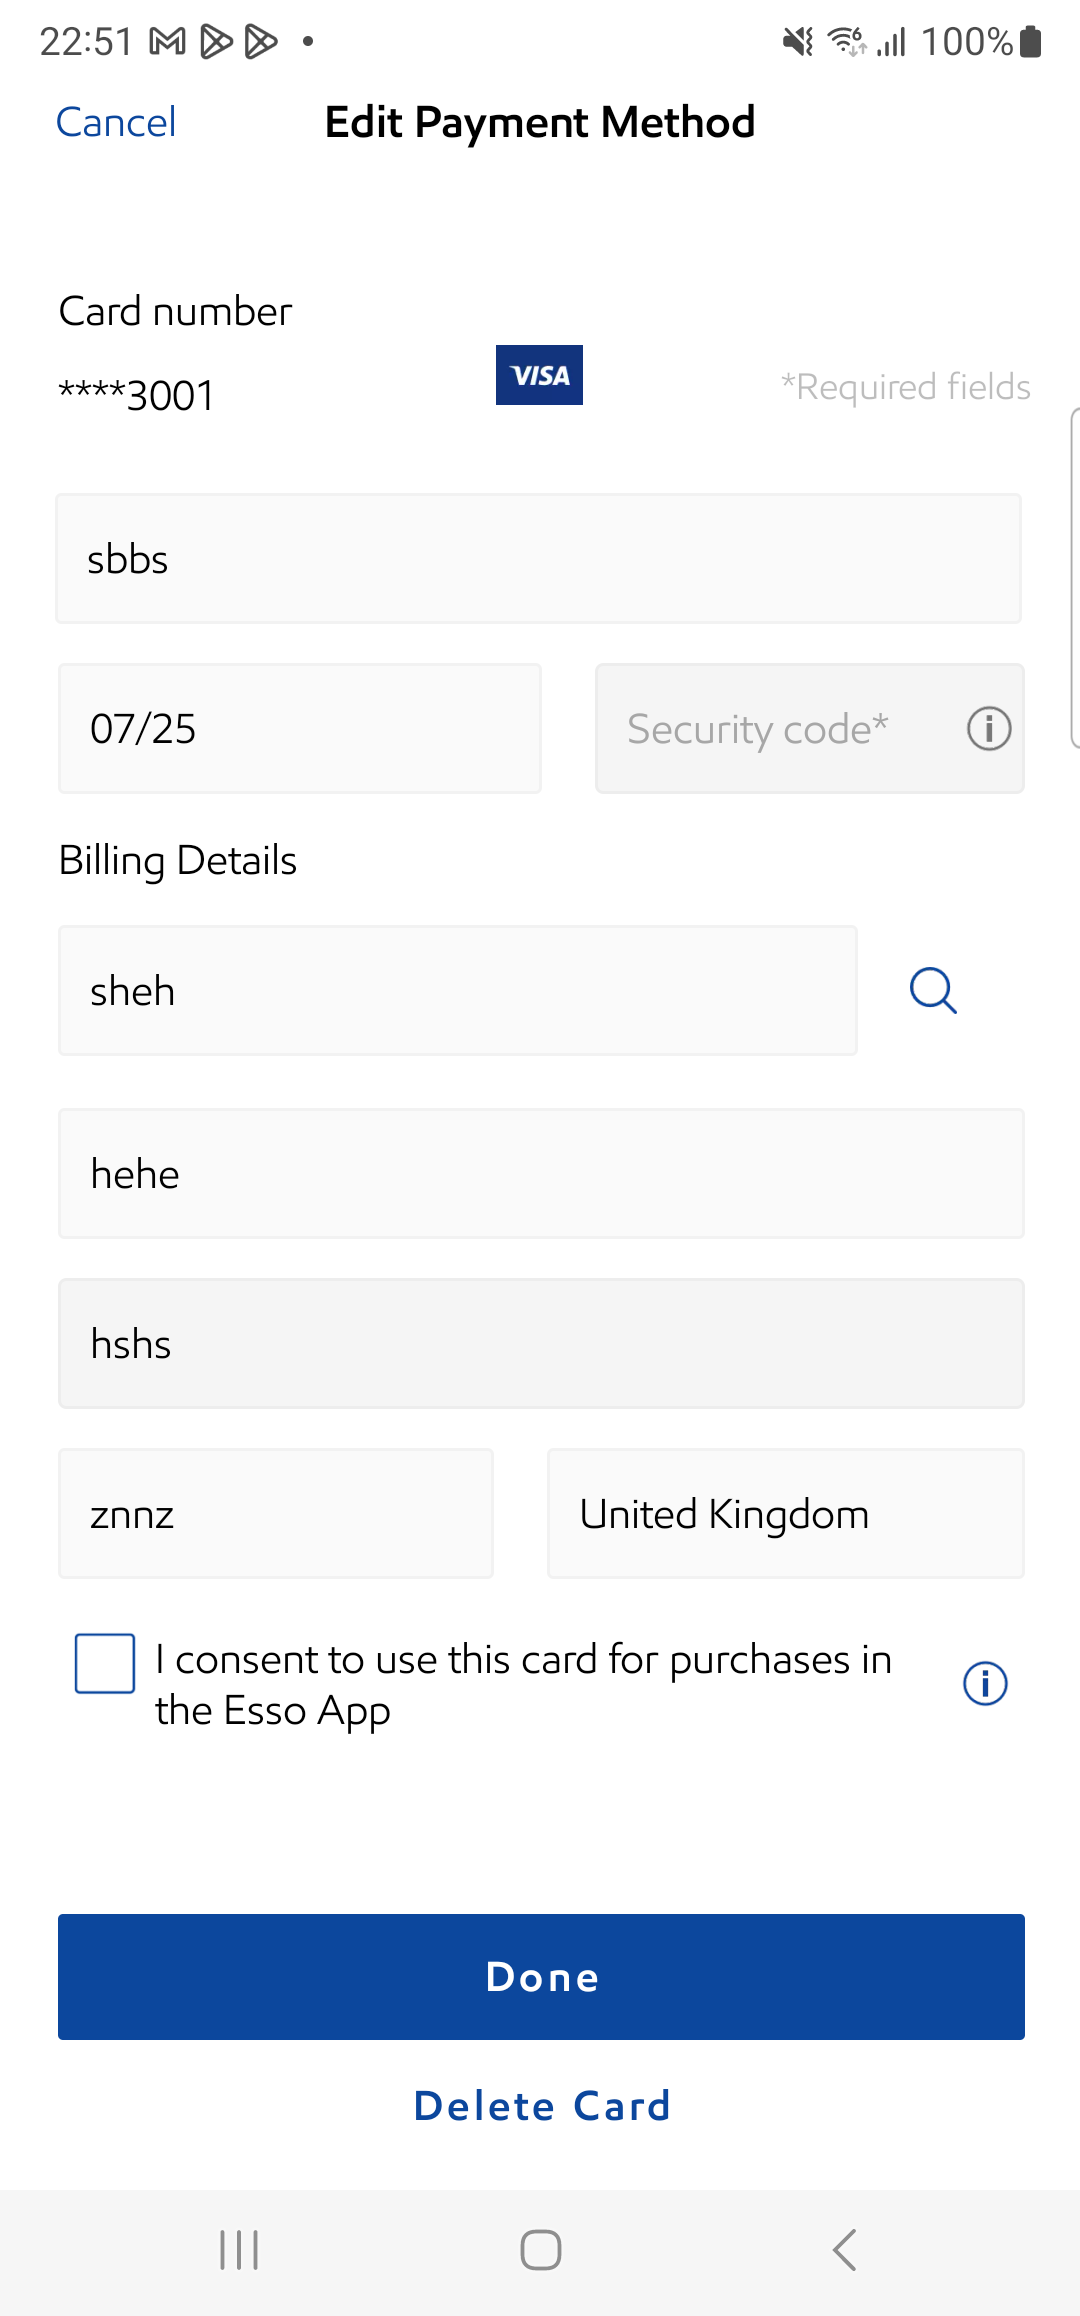 22:51
100%
Cancel
Edit Payment Method
Card number
****3001
VISA
*Required fields
sbbs
07/25
Security code*
Billing Details
sheh
hehe
hshs
znnz
United Kingdom
I consent to use this card for purchases in
the Esso App
Done
Delete Card